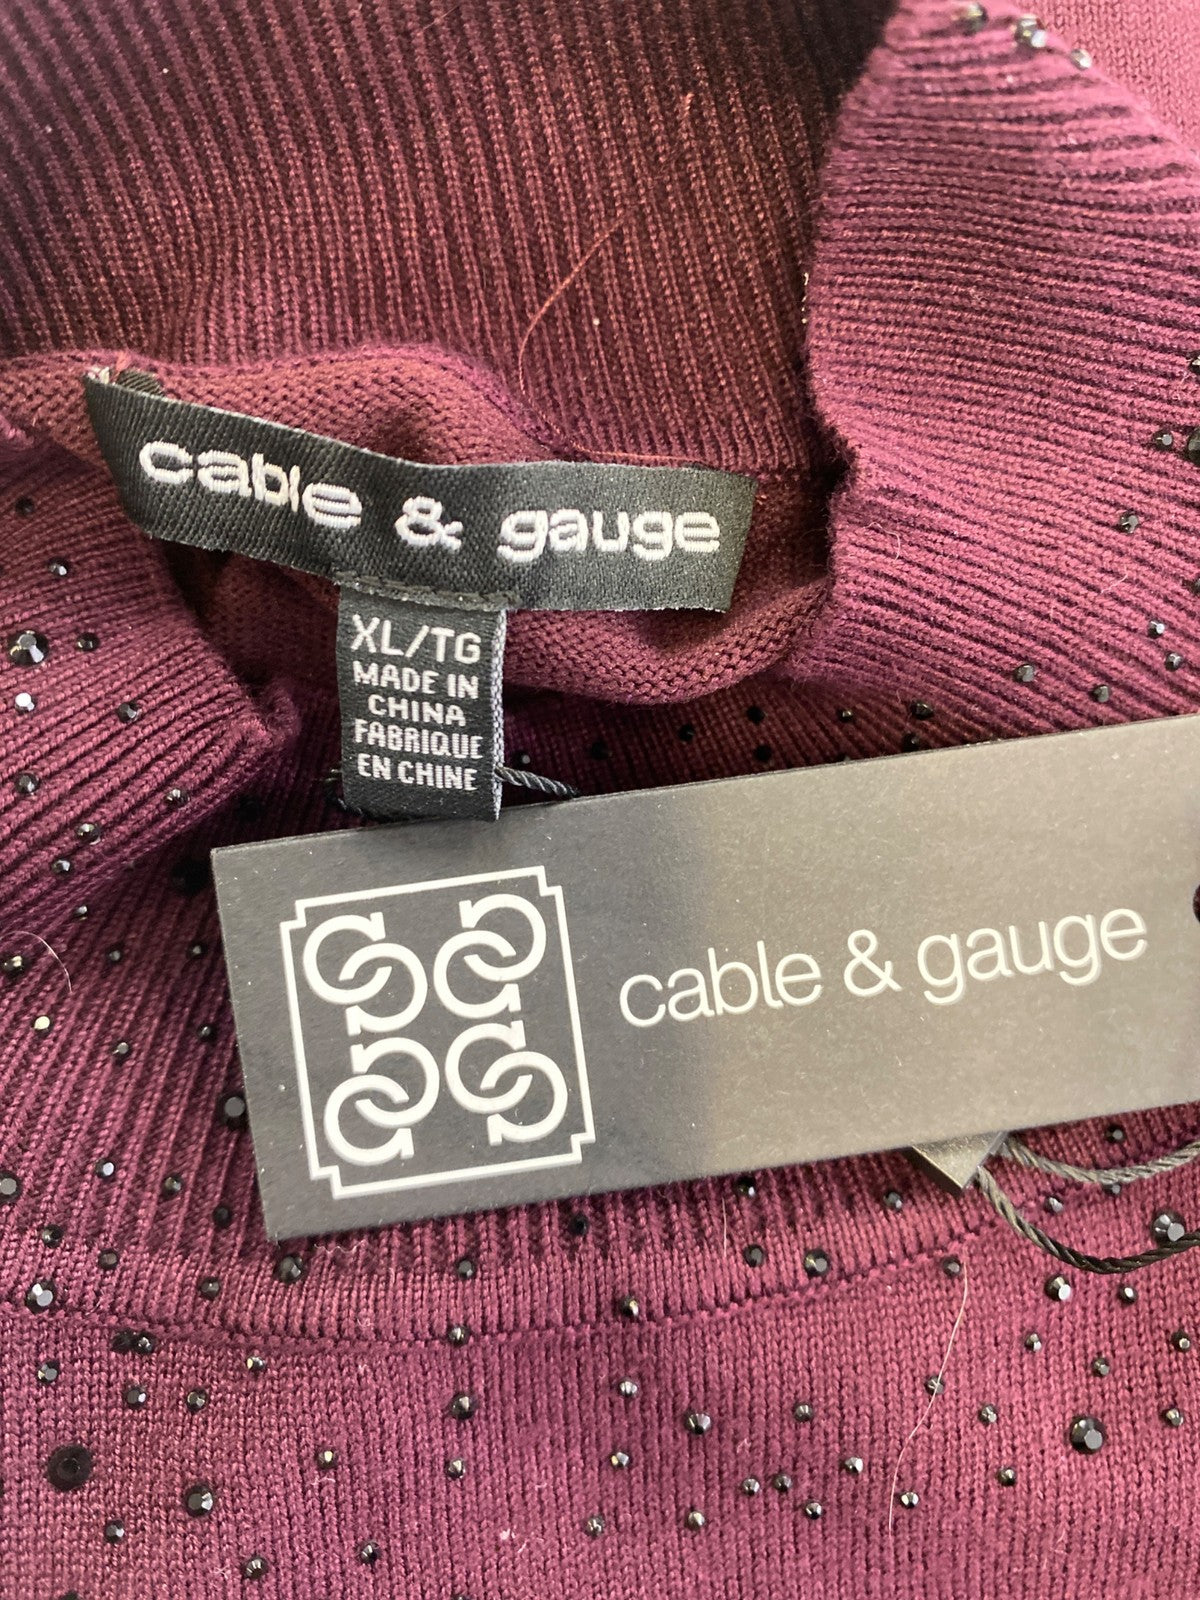 cable & gauge
XL/TG
MADE IN
CHINA
FABRIQUE
EN CHINE
cable & gauge